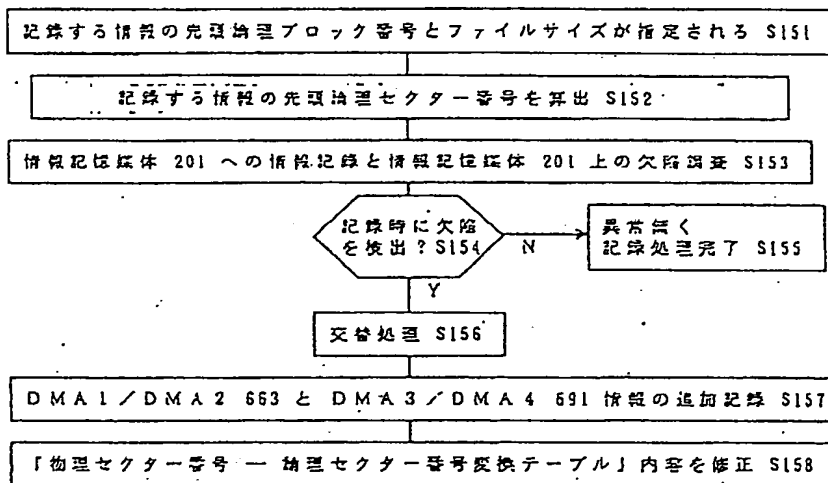 記録する情報の先頭論理ブロック番号とファイルサイズが指定される S151
記録する情報の先頭論理セクター番号を算出 S152
情報記憶媒体 201 への情報記録と情報記憶媒体 201 上の欠陥調査 S153
記録時に欠陥
を検出?S154
N
異常無く
記録処理完了 S155
Y
交替処理 S156
DMA1/DMA2 663 と DMA3/DMA4 691 情報の追加記録 S157
「物理セクター番号 — 論理セクター番号変換テーブル」内容を修正 S158